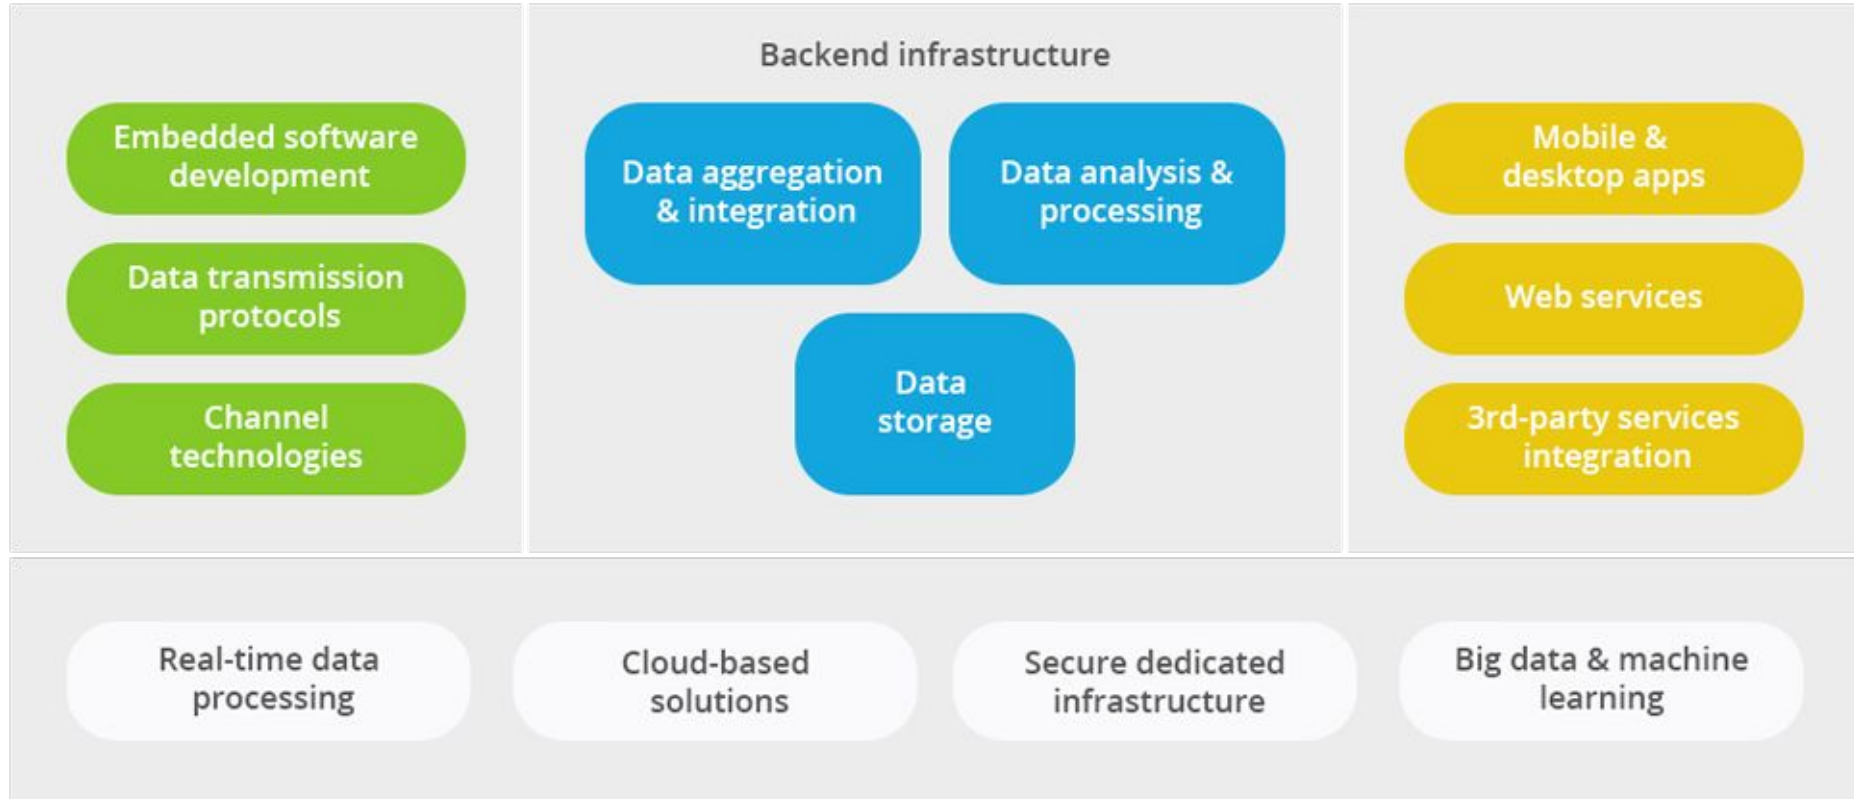 Backend infrastructure
Embedded software
development
Data transmission
protocols
Channel
technologies
Data aggregation
& integration
Data analysis &
processing
Data
storage
Mobile &
desktop apps
Web services
3rd-party services
integration
Real-time data
processing
Cloud-based
solutions
Secure dedicated
infrastructure
Big data & machine
learning